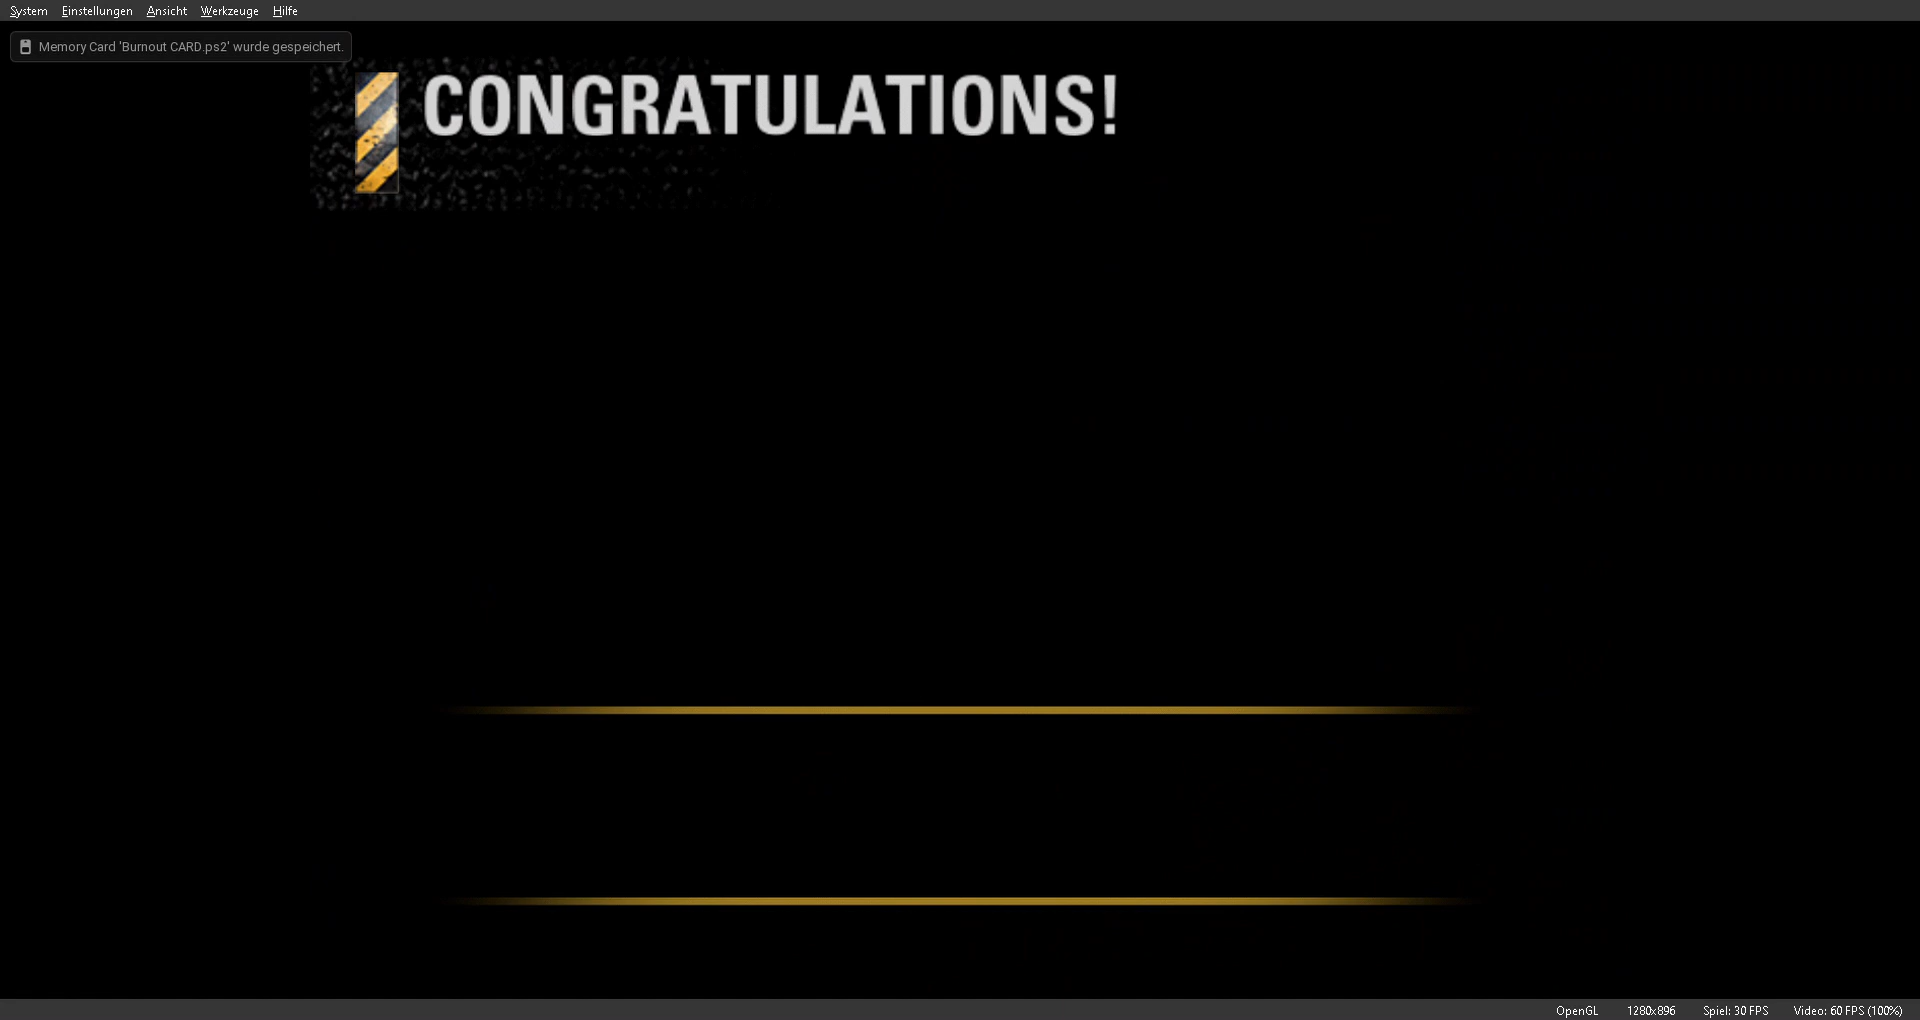 System Einstellungen Ansicht Werkzeuge Hilfe
Memory Card 'Burnout CARD.ps2' wurde gespeichert.
CONGRATULATIONS!
OpenGL 1280x896 Spiel: 30 FPS Video: 60 FPS (100%)